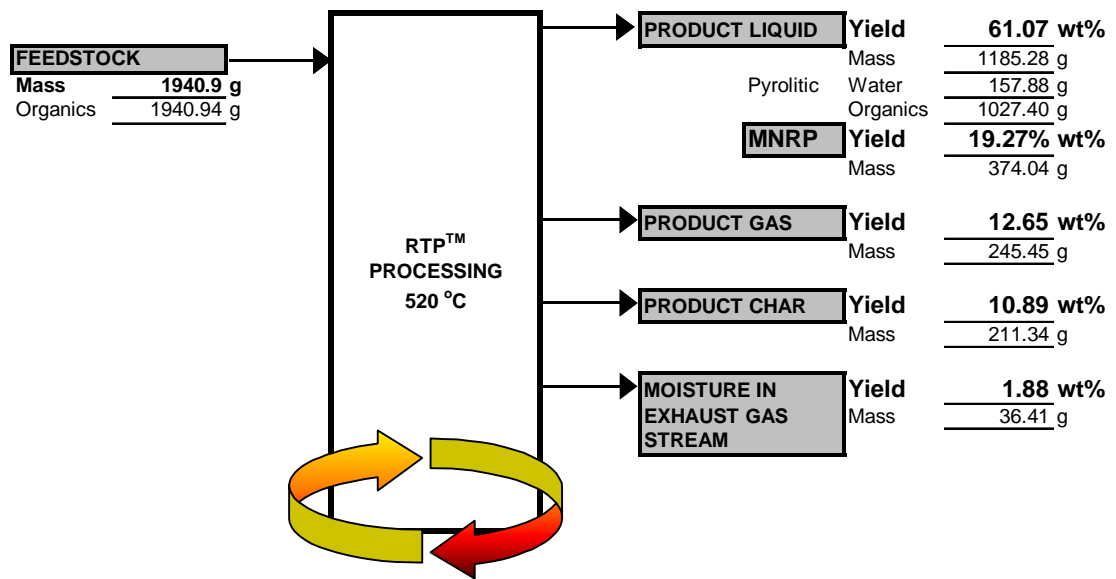 FEEDSTOCK
Mass 1940.9 g
Organics 1940.94 g
RTP™
PROCESSING
520 °C
PRODUCT LIQUID Yield 61.07 wt%
Mass 1185.28 g
Pyrolitic Water 157.88 g
Organics 1027.40 g
MNRP Yield 19.27% wt%
Mass 374.04 g
PRODUCT GAS Yield 12.65 wt%
Mass 245.45 g
PRODUCT CHAR Yield 10.89 wt%
Mass 211.34 g
MOISTURE IN Yield 1.88 wt%
EXHAUST GAS Mass 36.41 g
STREAM